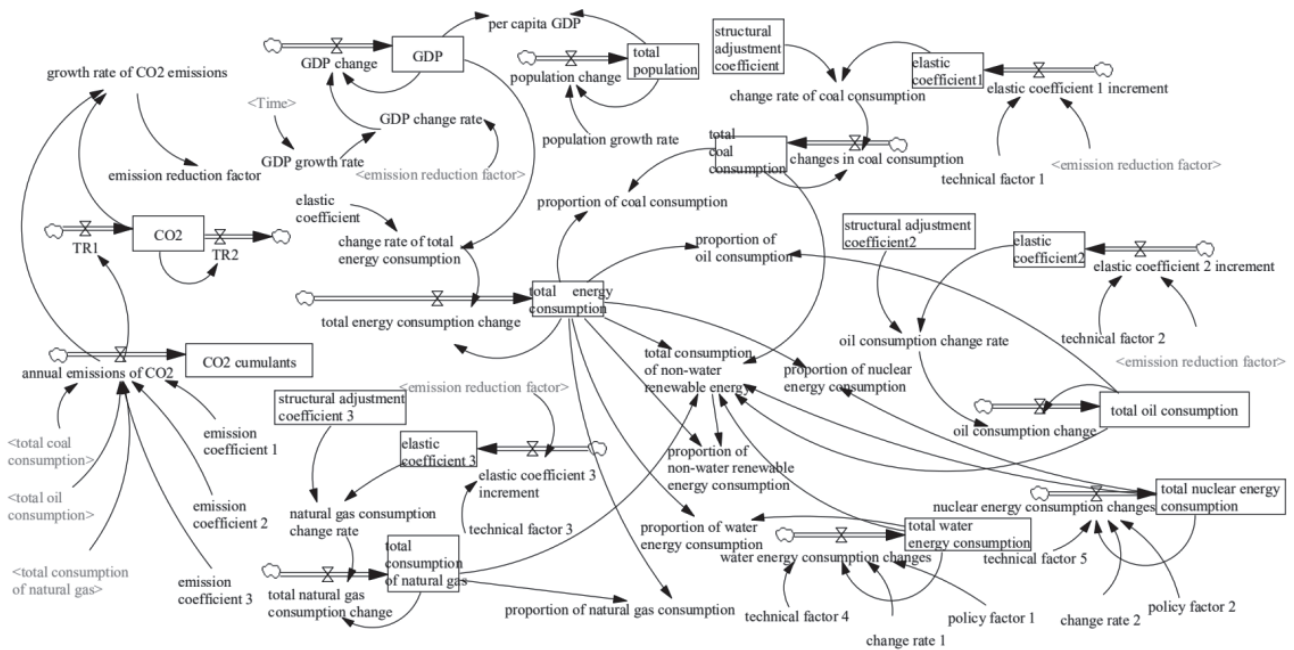 per capita GDP
GDP
GDP change
total
population
population change
structural
adjustment
coefficient
elastic
coefficient1
elastic coefficient 1 increment
change rate of coal consumption
growth rate of CO2 emissions
<Time>
GDP change rate
population growth rate
total
coal
consumption
changes in coal consumption
GDP growth rate
<emission reduction factor>
emission reduction factor
technical factor 1
<emission reduction factor>
elastic
coefficient
proportion of coal consumption
CO2
TR1
TR2
change rate of total
energy consumption
proportion of
oil consumption
structural adjustment
coefficient2
elastic
coefficient2
elastic coefficient 2 increment
total energy
consumption
total energy consumption change
oil consumption change rate
technical factor 2
<emission reduction factor>
CO2 cumulants
annual emissions of CO2
total consumption
of non-water
renewable energy
proportion of nuclear
energy consumption
<emission reduction factor>
structural adjustment
coefficient 3
total oil consumption
oil consumption change
<total coal
consumption>
emission
coefficient 1
elastic
coefficient 3
elastic coefficient 3
increment
proportion of
non-water renewable
energy consumption
<total oil
consumption>
emission
coefficient 2
natural gas consumption
change rate
technical factor 3
proportion of water
energy consumption
total nuclear energy
consumption
nuclear energy consumption changes
total water
energy consumption
water energy consumption changes
technical factor 5
<total consumption
of natural gas>
emission
coefficient 3
total
consumption
of natural gas
total natural gas
consumption change
proportion of natural gas consumption
technical factor 4
change rate 1
policy factor 1
change rate 2
policy factor 2